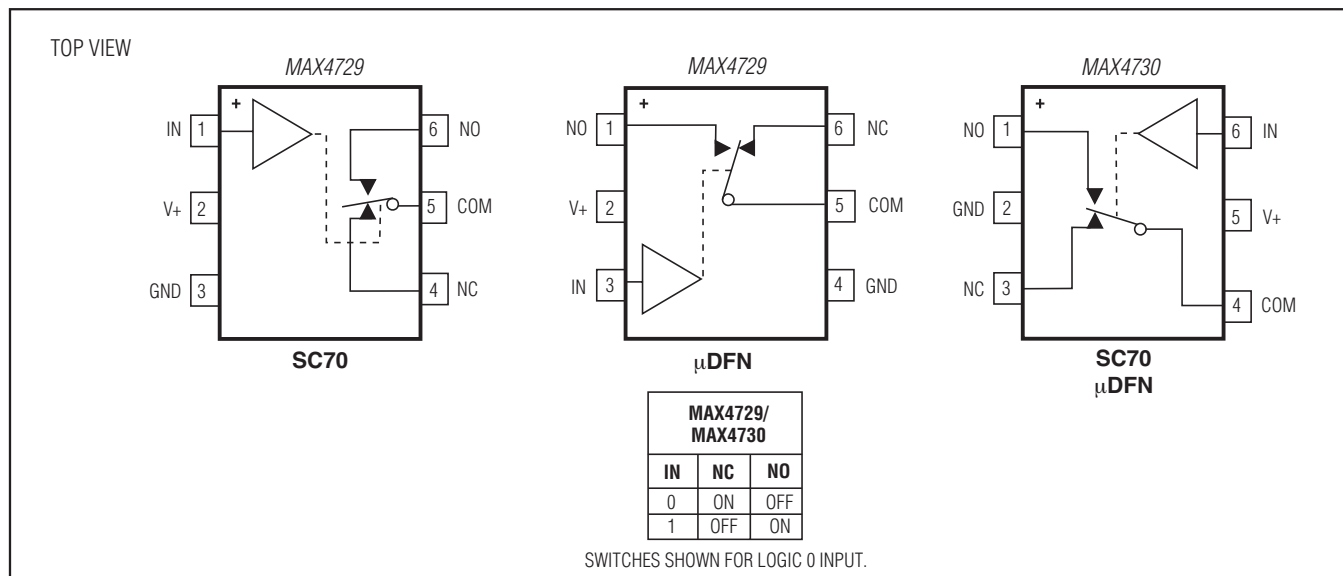 TOP VIEW
MAX4729
+
IN 1
V+ 2
GND 3
6 NO
5 COM
4 NC
SC70
MAX4729
+
NO 1
V+ 2
IN 3
6 NC
5 COM
4 GND
µDFN
MAX4730
+
NO 1
GND 2
NC 3
6 IN
5 V+
4 COM
SC70
µDFN
MAX4729/
MAX4730
IN NC NO
0 ON OFF
1 OFF ON
SWITCHES SHOWN FOR LOGIC 0 INPUT.